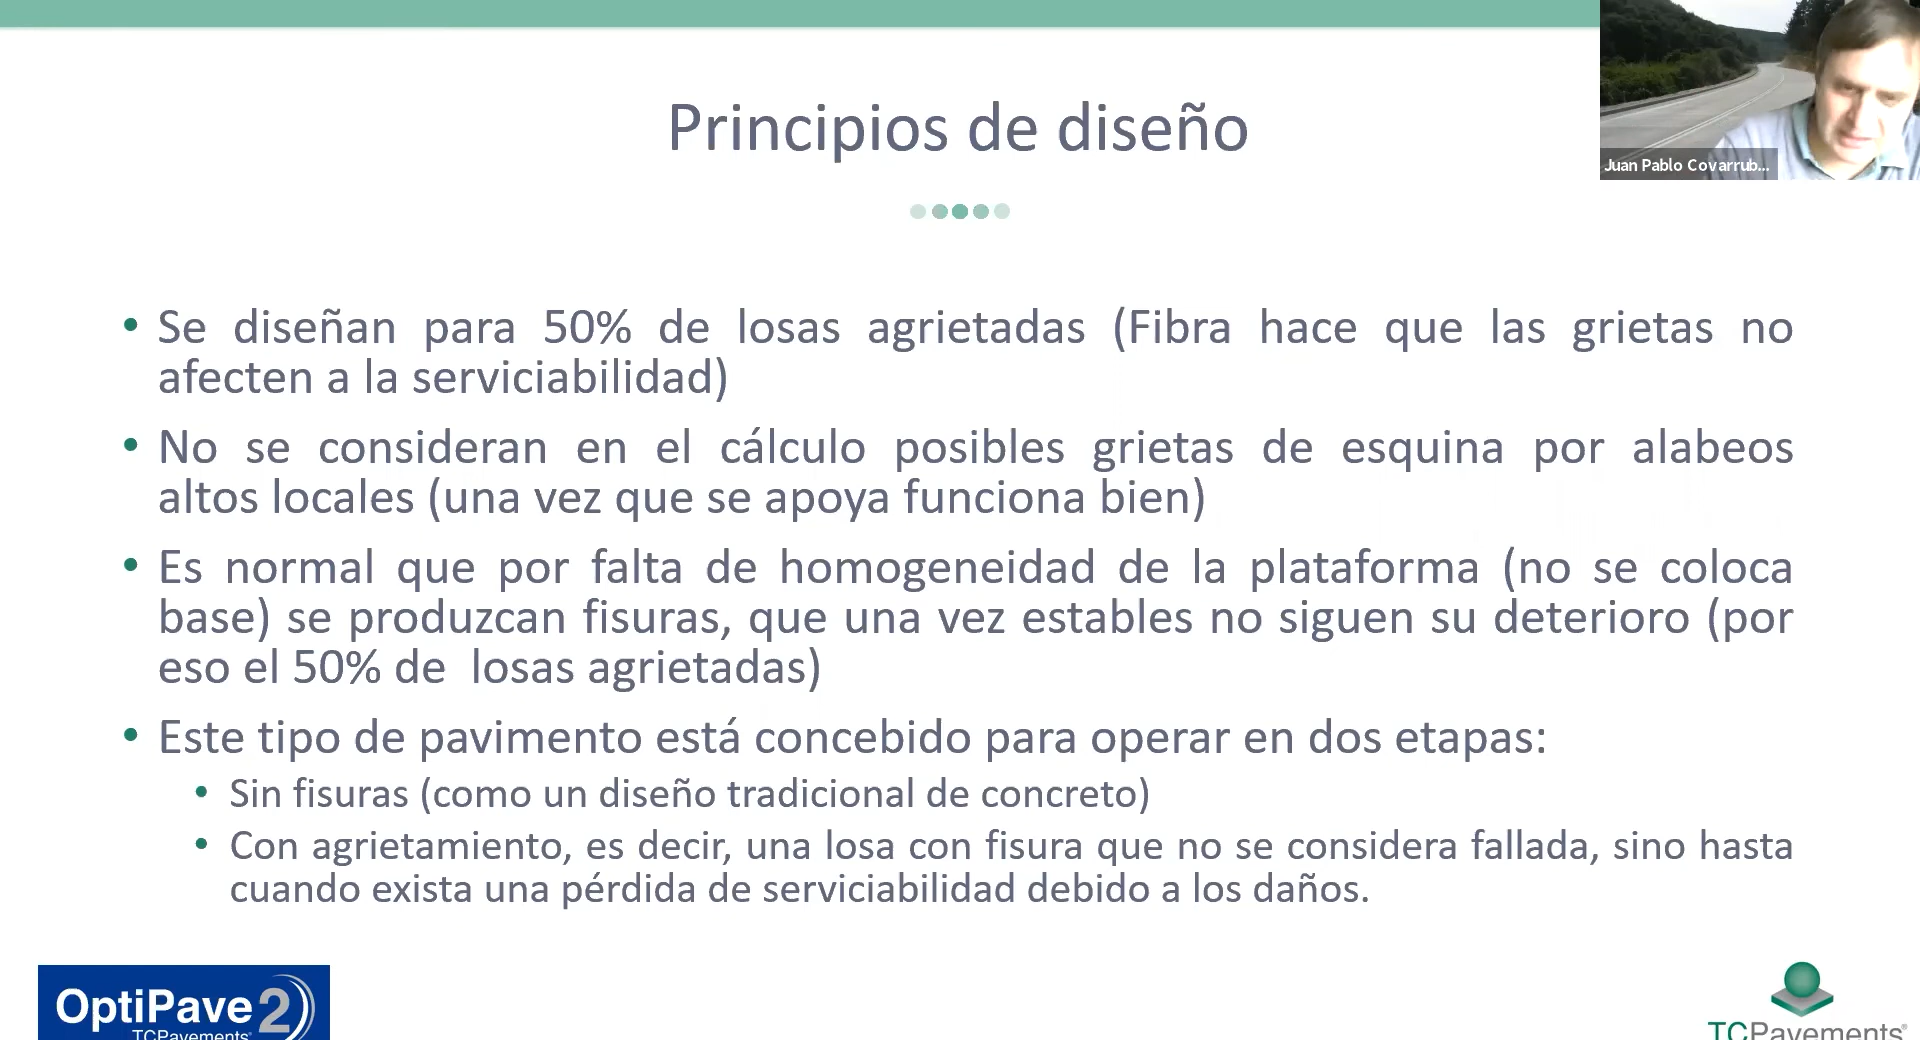 Principios de diseño
Juan Pablo Covarrub...
• Se diseñan para 50% de losas agrietadas (Fibra hace que las grietas no
afecten a la serviciabilidad)
• No se consideran en el cálculo posibles grietas de esquina por alabeos
altos locales (una vez que se apoya funciona bien)
• Es normal que por falta de homogeneidad de la plataforma (no se coloca
base) se produzcan fisuras, que una vez estables no siguen su deterioro (por
eso el 50% de losas agrietadas)
• Este tipo de pavimento está concebido para operar en dos etapas:
• Sin fisuras (como un diseño tradicional de concreto)
• Con agrietamiento, es decir, una losa con fisura que no se considera fallada, sino hasta
cuando exista una pérdida de serviciabilidad debido a los daños.
OptiPave 2
TCPavements®
TCPavements®